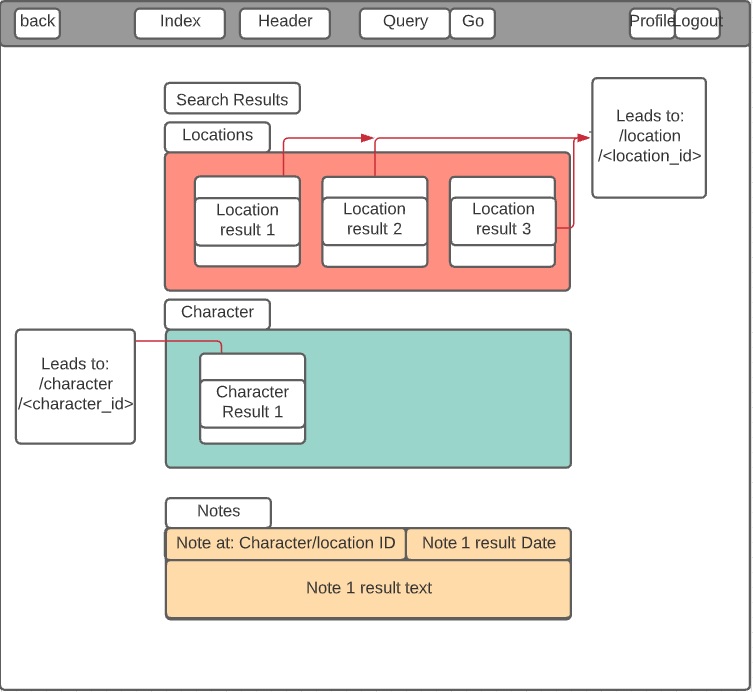 back Index Header Query Go Profile Logout
Search Results
Locations
Leads to:
/location
/<location_id>
Location
result 1
Location
result 2
Location
result 3
Character
Leads to:
/character
/<character_id>
Character
Result 1
Notes
Note at: Character/location ID
Note 1 result Date
Note 1 result text